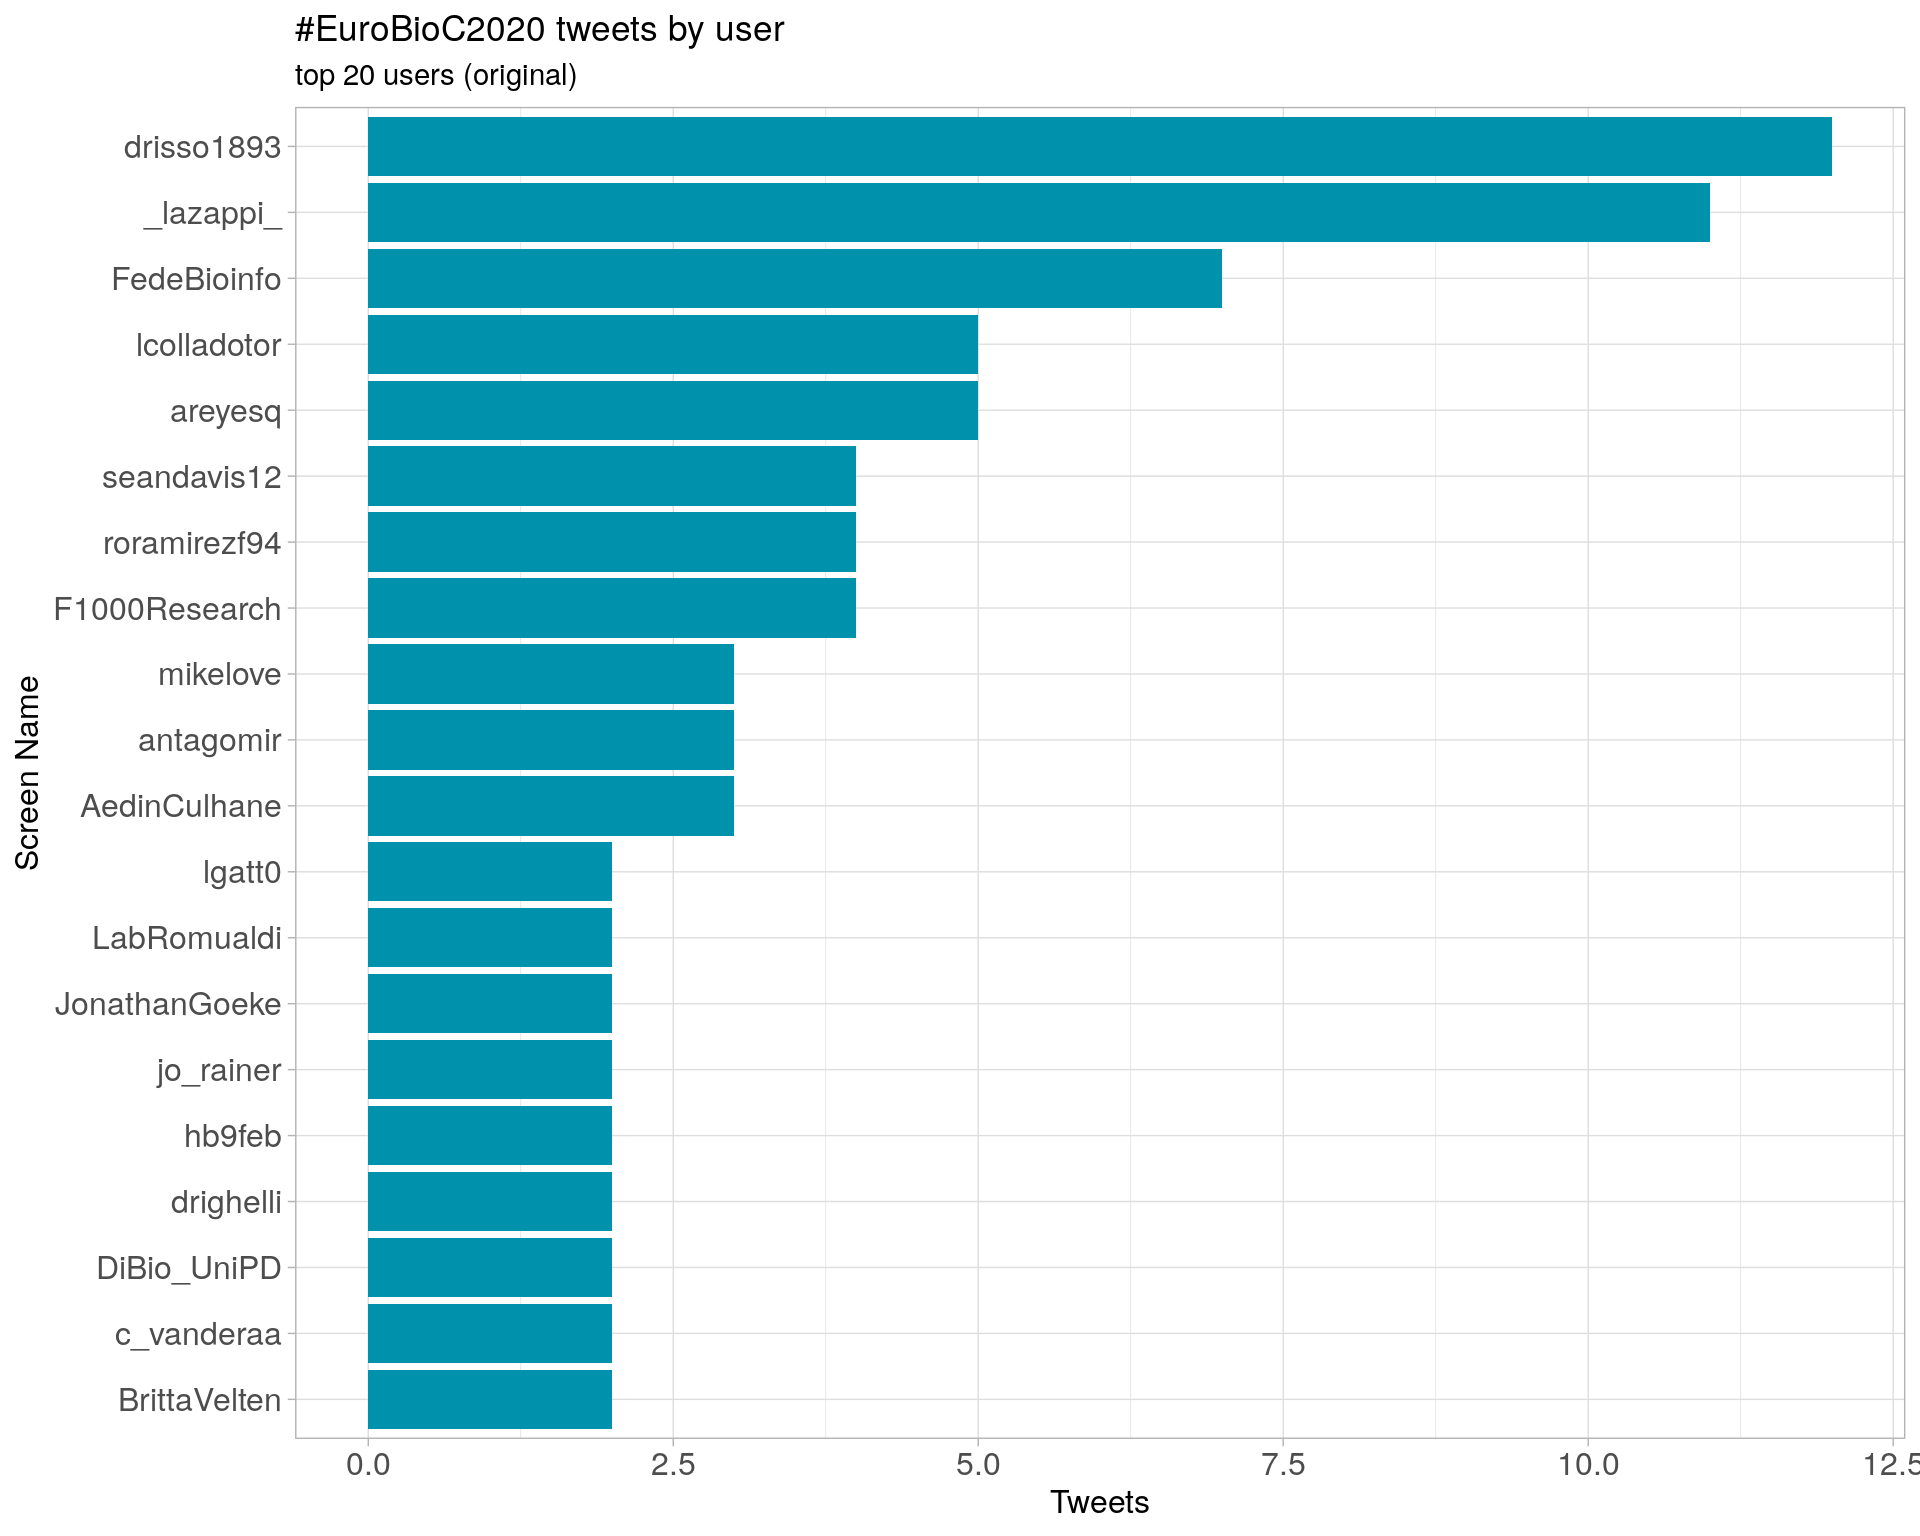 #EuroBioC2020 tweets by user
top 20 users (original)
drisso1893
_lazappi_
FedeBioinfo
lcolladotor
areyesq
seandavis12
roramirezf94
F1000Research
mikelove
antagomir
AedinCulhane
lgatt0
LabRomualdi
JonathanGoeke
jo_rainer
hb9feb
drighelli
DiBio_UniPD
c_vanderaa
BrittaVelten
Screen Name
0.0 2.5 5.0 7.5 10.0 12.5
Tweets